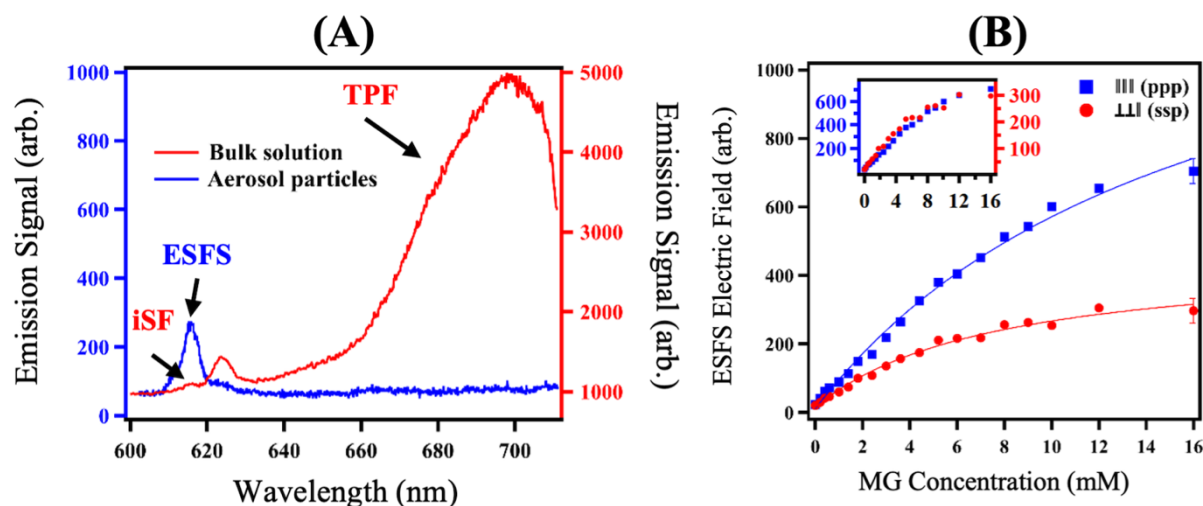 (A)
1000
800
600
400
200
0
Emission Signal (arb.)
TPF
Bulk solution
Aerosol particles
ESFS
iSF
5000
4000
3000
2000
1000
Emission Signal (arb.)
600 620 640 660 680 700
Wavelength (nm)
(B)
1000
800
600
400
200
0
ESFS Electric Field (arb.)
600
400
200
300
250
200
150
100
0 4 8 12 16
ⅠⅠⅠ (ppp)
⊥⊥Ⅰ (ssp)
0 2 4 6 8 10 12 14 16
MG Concentration (mM)